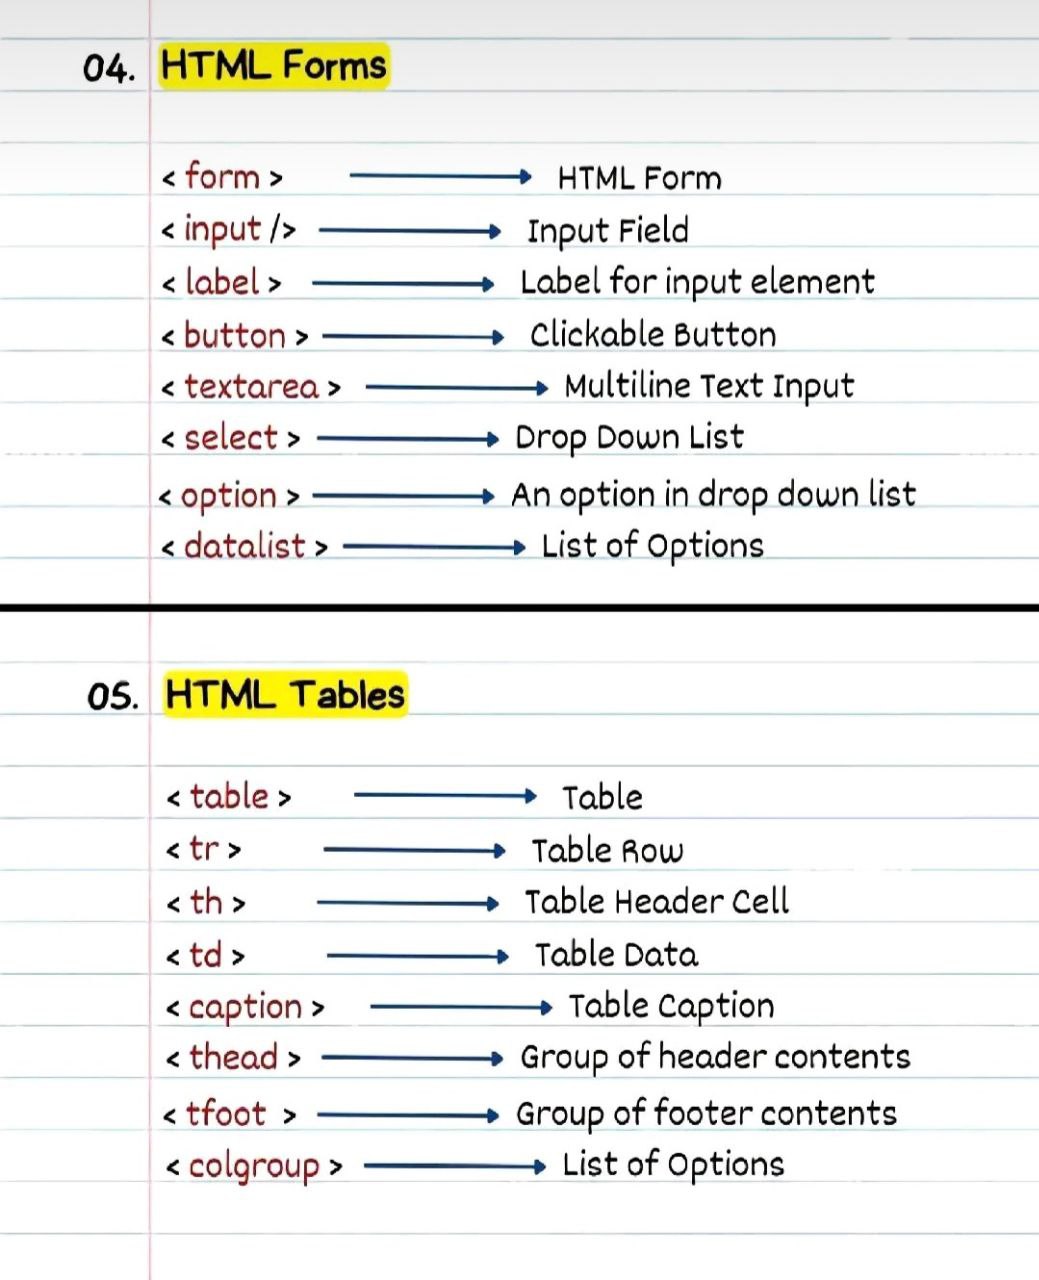 04. HTML Forms
< form > HTML Form
< input /> Input Field
< label > Label for input element
< button > Clickable Button
< textarea > Multiline Text Input
< select > Drop Down List
< option > An option in drop down list
< datalist > List of Options
05. HTML Tables
< table > Table
< tr > Table Row
< th > Table Header Cell
< td > Table Data
< caption > Table Caption
< thead > Group of header contents
< tfoot > Group of footer contents
< colgroup > List of Options